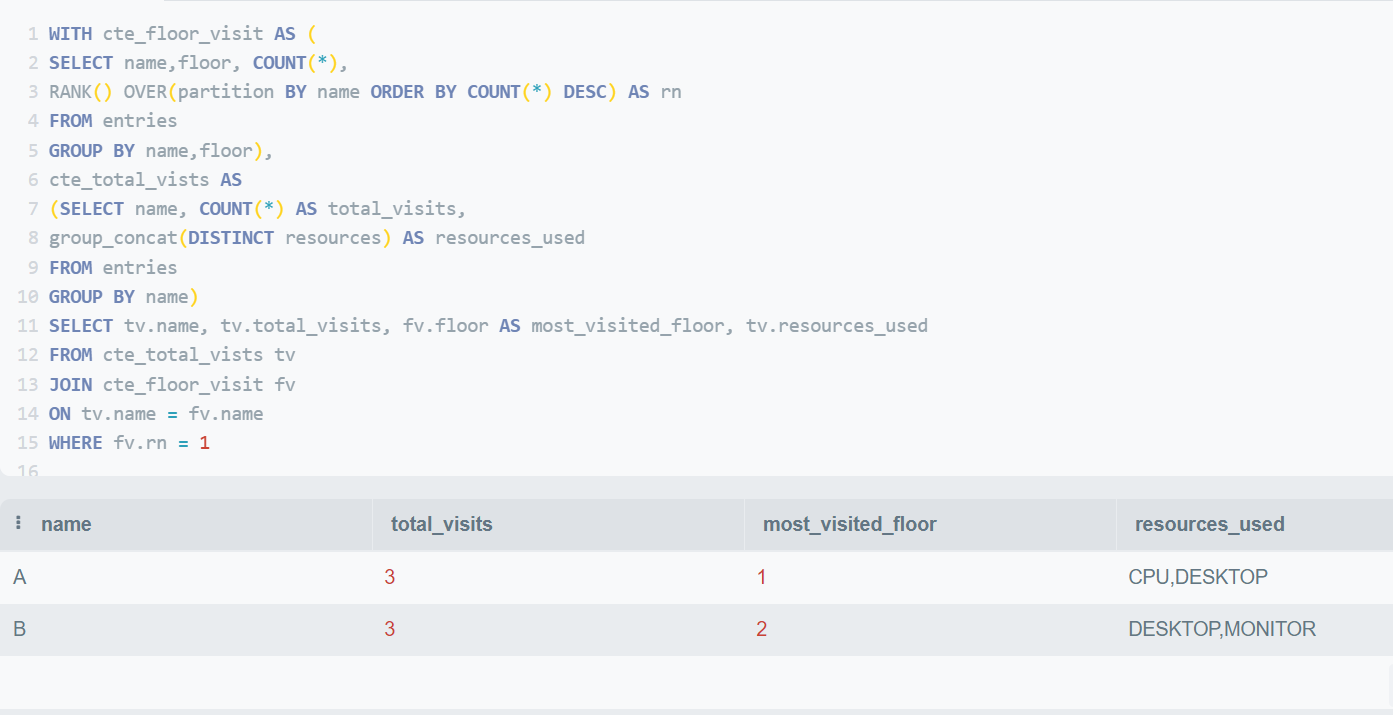 1 WITH cte_floor_visit AS (
2 SELECT name,floor, COUNT(*),
3 RANK() OVER(partition BY name ORDER BY COUNT(*) DESC) AS rn
4 FROM entries
5 GROUP BY name,floor),
6 cte_total_vists AS
7 (SELECT name, COUNT(*) AS total_visits,
8 group_concat(DISTINCT resources) AS resources_used
9 FROM entries
10 GROUP BY name)
11 SELECT tv.name, tv.total_visits, fv.floor AS most_visited_floor, tv.resources_used
12 FROM cte_total_vists tv
13 JOIN cte_floor_visit fv
14 ON tv.name = fv.name
15 WHERE fv.rn = 1
16
name total_visits most_visited_floor resources_used
A 3 1 CPU,DESKTOP
B 3 2 DESKTOP,MONITOR